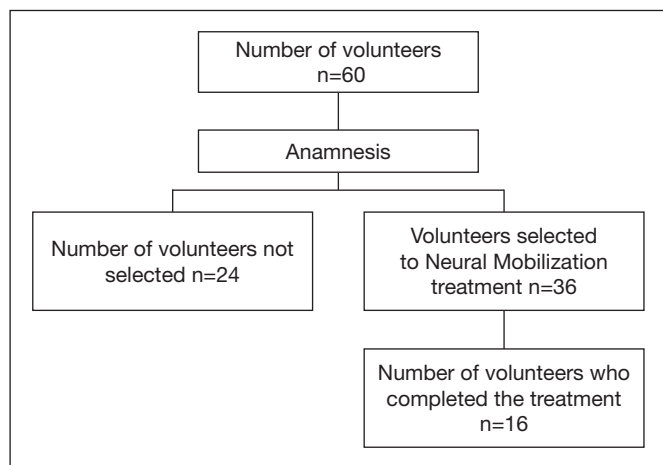 Number of volunteers
n=60
Anamnesis
Number of volunteers not
selected n=24
Volunteers selected
to Neural Mobilization
treatment n=36
Number of volunteers who
completed the treatment
n=16